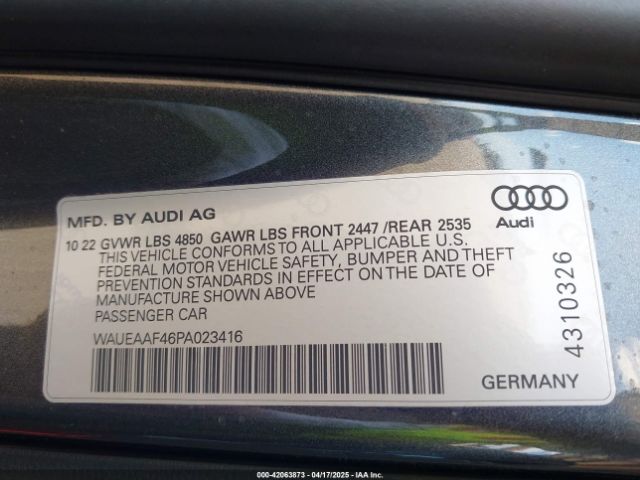 MFD. BY AUDI AG
10 22 GVWR LBS 4850 GAWR LBS FRONT 2447 /REAR 2535
THIS VEHICLE CONFORMS TO ALL APPLICABLE U.S.
FEDERAL MOTOR VEHICLE SAFETY, BUMPER AND THEFT
PREVENTION STANDARDS IN EFFECT ON THE DATE OF
MANUFACTURE SHOWN ABOVE
PASSENGER CAR
WAUEAAF46PA023416
Audi
4310326
GERMANY
000-42063873 - 04/17/2025 - IAA Inc.